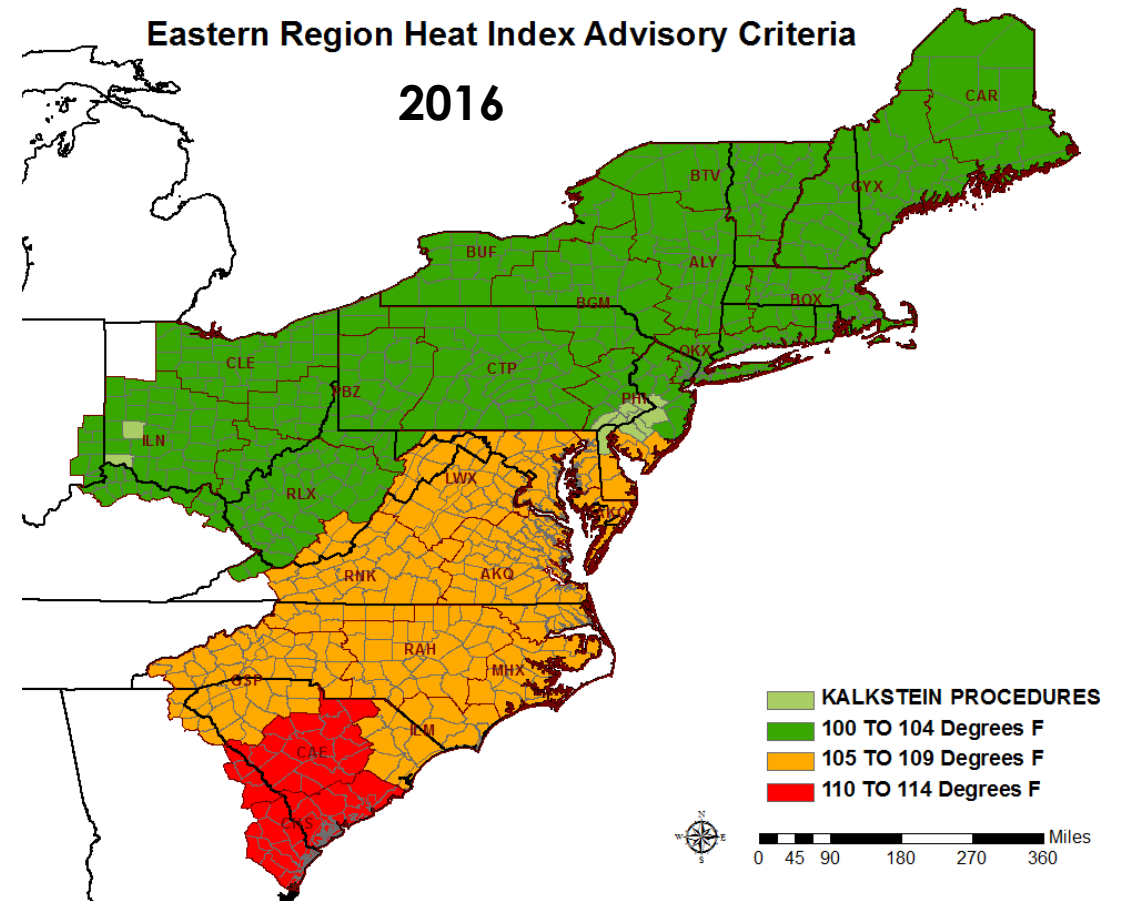 Eastern Region Heat Index Advisory Criteria
2016
CAR
BTV
GYX
BUF
ALY
BGM
BOX
CLE
OKX
CTP
PBZ
PHI
ILN
LWX
RLX
AKQ
RNK
AKQ
RAH
GSP
MHX
ILM
CAE
CHS
KALKSTEIN PROCEDURES
100 TO 104 Degrees F
105 TO 109 Degrees F
110 TO 114 Degrees F
N
W E
S
Miles
0 45 90 180 270 360